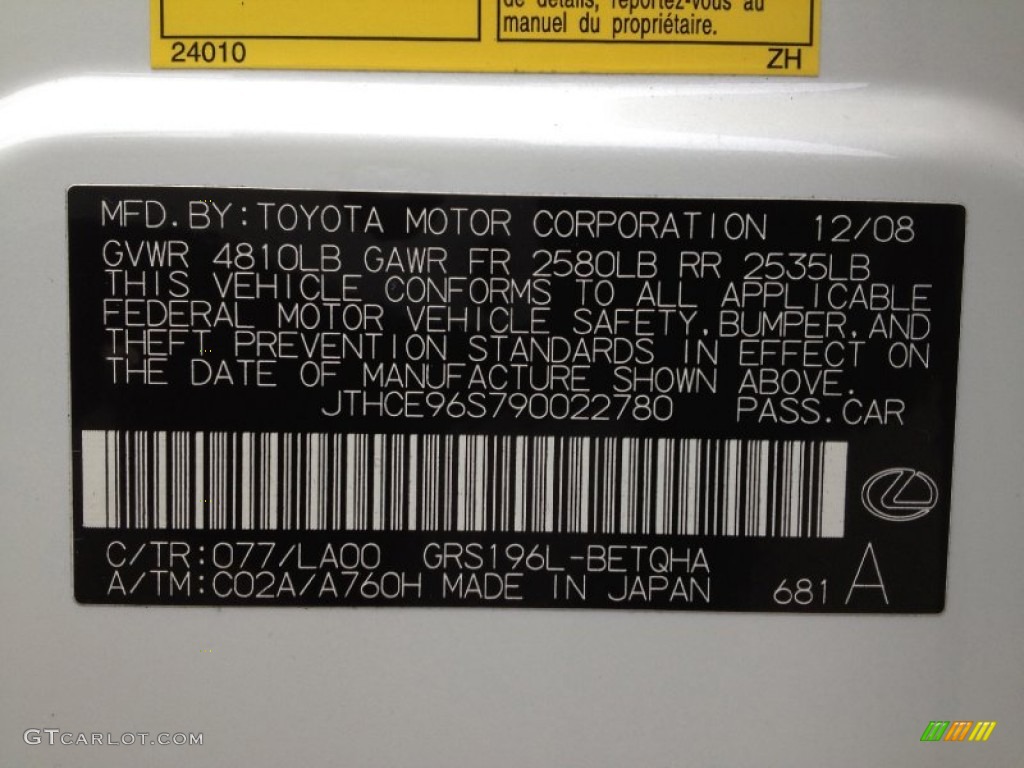 de détails, reportez-vous au
manuel du propriétaire.
24010 ZH
MFD.BY:TOYOTA MOTOR CORPORATION 12/08
GVWR 4810LB GAWR FR 2580LB RR 2535LB
THIS VEHICLE CONFORMS TO ALL APPLICABLE
FEDERAL MOTOR VEHICLE SAFETY,BUMPER,AND
THEFT PREVENTION STANDARDS IN EFFECT ON
THE DATE OF MANUFACTURE SHOWN ABOVE.
JTHCE96S790022780 PASS.CAR
C/TR:077/LA00 GRS196L-BETQHA
A/TM:C02A/A760H MADE IN JAPAN 681 A
GTCARLOT.COM